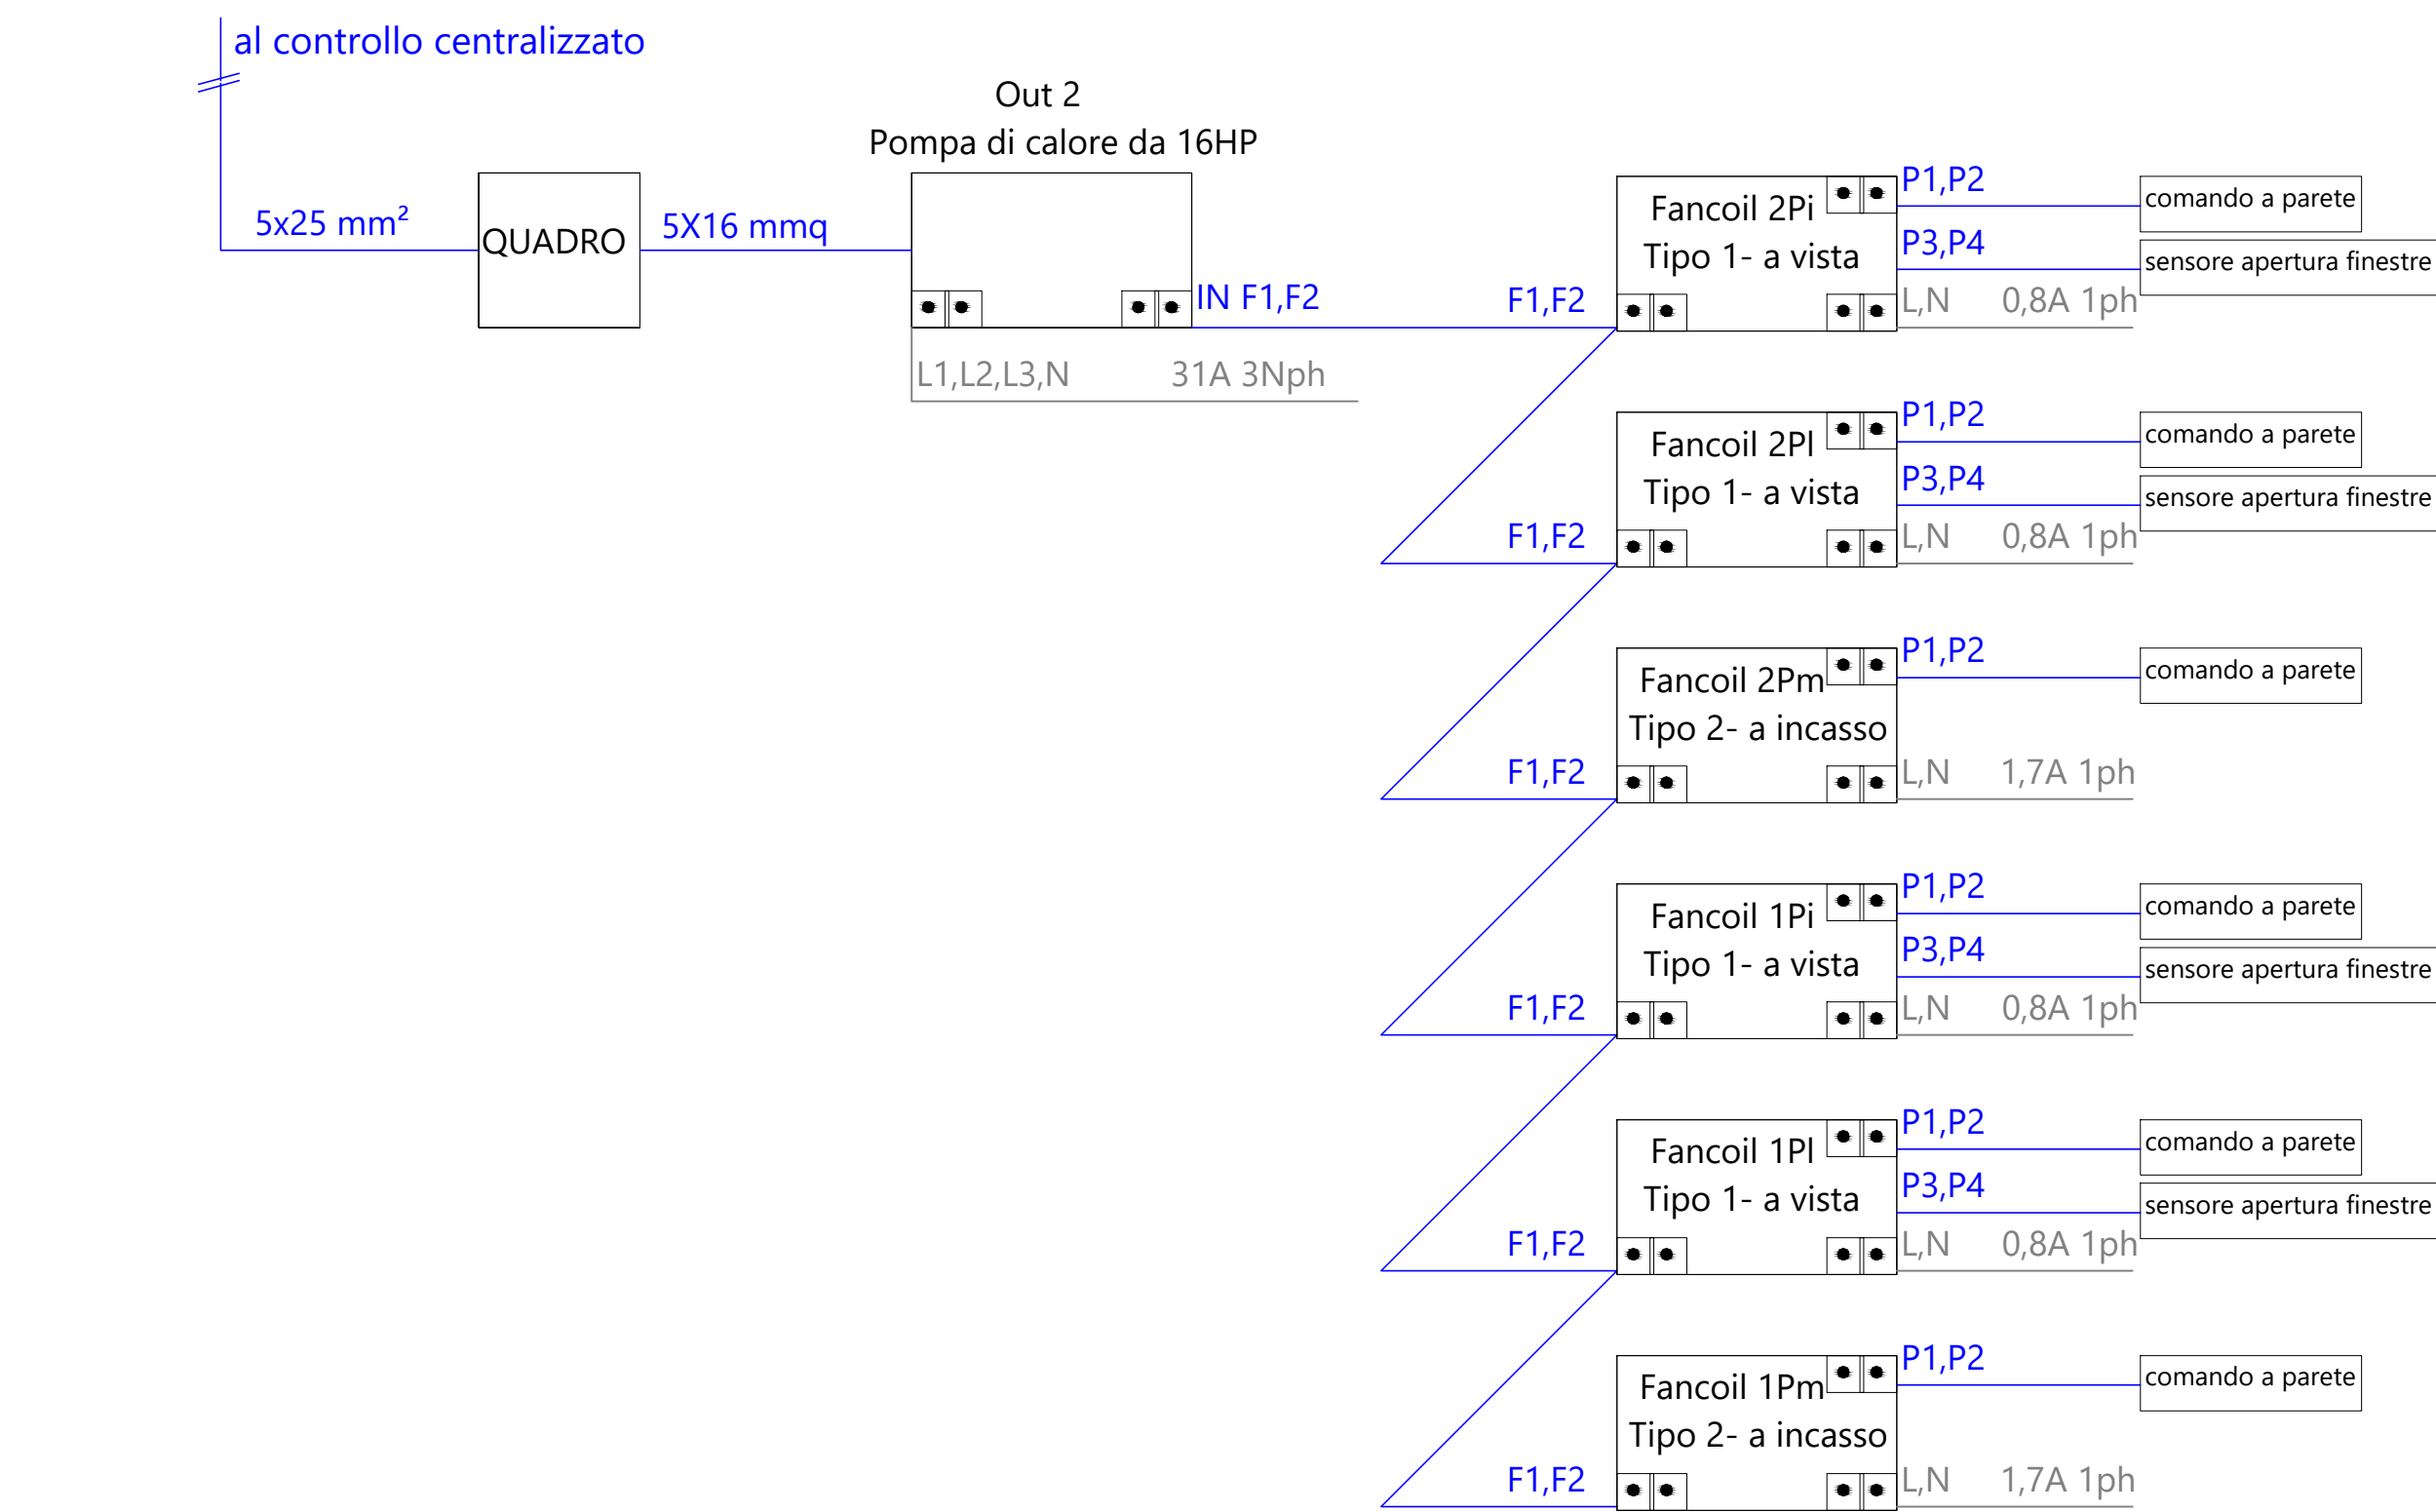 al controllo centralizzato
5x25 mm²
QUADRO
5X16 mmq
Out 2
Pompa di calore da 16HP
IN F1,F2
L1,L2,L3,N 31A 3Nph
F1,F2
Fancoil 2Pi
Tipo 1- a vista
P1,P2
comando a parete
P3,P4
sensore apertura finestre
L,N 0,8A 1ph
F1,F2
Fancoil 2Pl
Tipo 1- a vista
P1,P2
comando a parete
P3,P4
sensore apertura finestre
L,N 0,8A 1ph
F1,F2
Fancoil 2Pm
Tipo 2- a incasso
P1,P2
comando a parete
L,N 1,7A 1ph
F1,F2
Fancoil 1Pi
Tipo 1- a vista
P1,P2
comando a parete
P3,P4
sensore apertura finestre
L,N 0,8A 1ph
F1,F2
Fancoil 1Pl
Tipo 1- a vista
P1,P2
comando a parete
P3,P4
sensore apertura finestre
L,N 0,8A 1ph
F1,F2
Fancoil 1Pm
Tipo 2- a incasso
P1,P2
comando a parete
L,N 1,7A 1ph